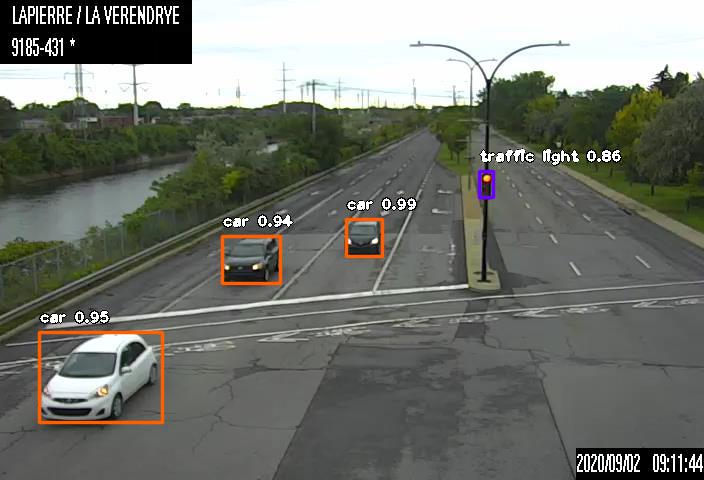 LAPIERRE / LA VERENDRYE
9185-431 *
traffic light 0.86
car 0.99
car 0.94
car 0.95
2020/09/02 09:11:44